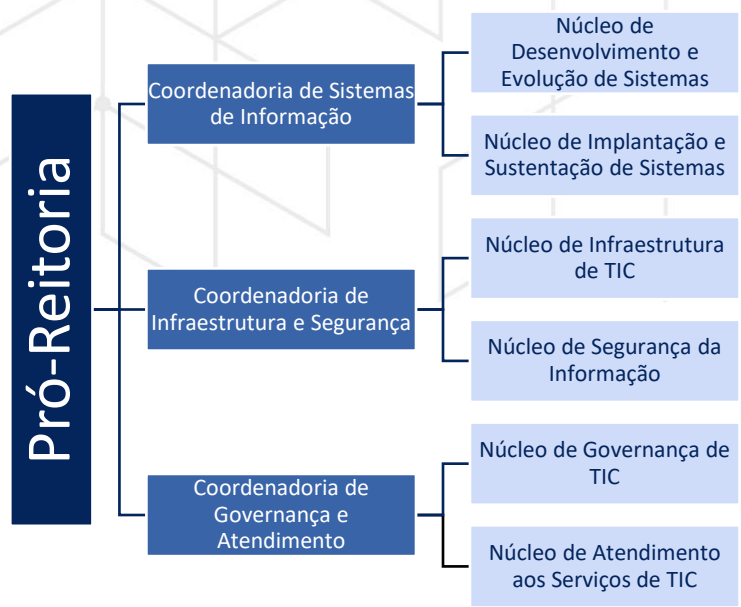 Pró-Reitoria
Coordenadoria de Sistemas
de Informação
Núcleo de
Desenvolvimento e
Evolução de Sistemas
Núcleo de Implantação e
Sustentação de Sistemas
Coordenadoria de
Infraestrutura e Segurança
Núcleo de Infraestrutura
de TIC
Núcleo de Segurança da
Informação
Coordenadoria de
Governança e
Atendimento
Núcleo de Governança de
TIC
Núcleo de Atendimento
aos Serviços de TIC